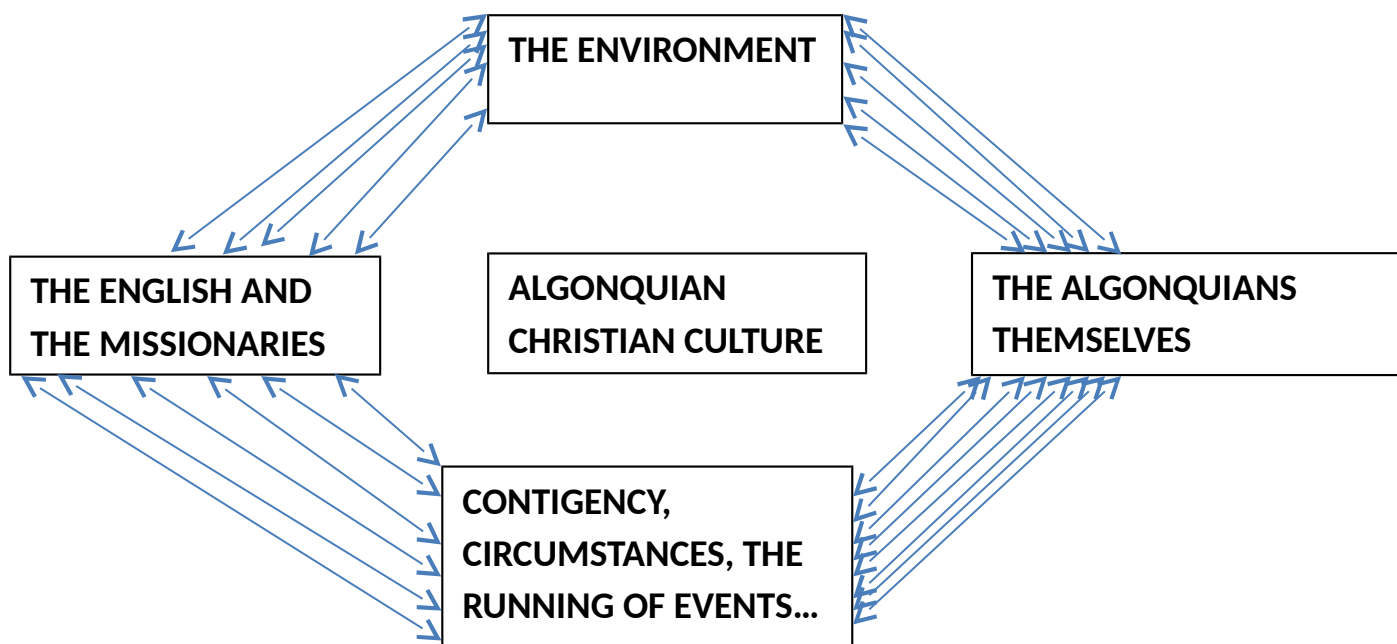 THE ENVIRONMENT
THE ENGLISH AND
THE MISSIONARIES
ALGONQUIAN
CHRISTIAN CULTURE
THE ALGONQUIANS
THEMSELVES
CONTIGENCY,
CIRCUMSTANCES, THE
RUNNING OF EVENTS...